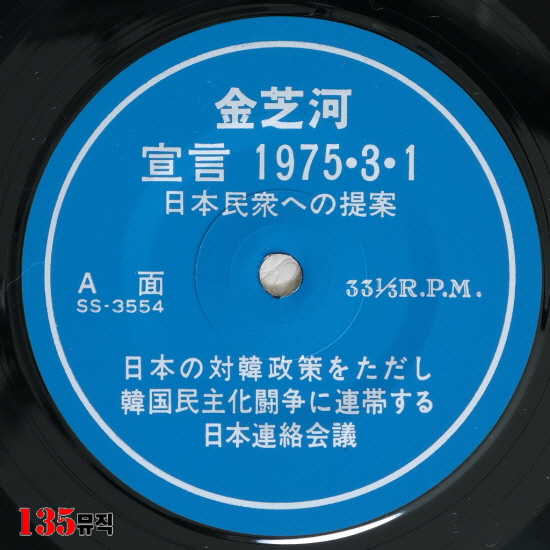 金芝河
宣言 1975・3・1
日本民衆への提案
A 面
SS-3554
33⅓R.P.M.
日本の対韓政策をただし
韓国民主化闘争に連帯する
日本連絡会議
135뮤직